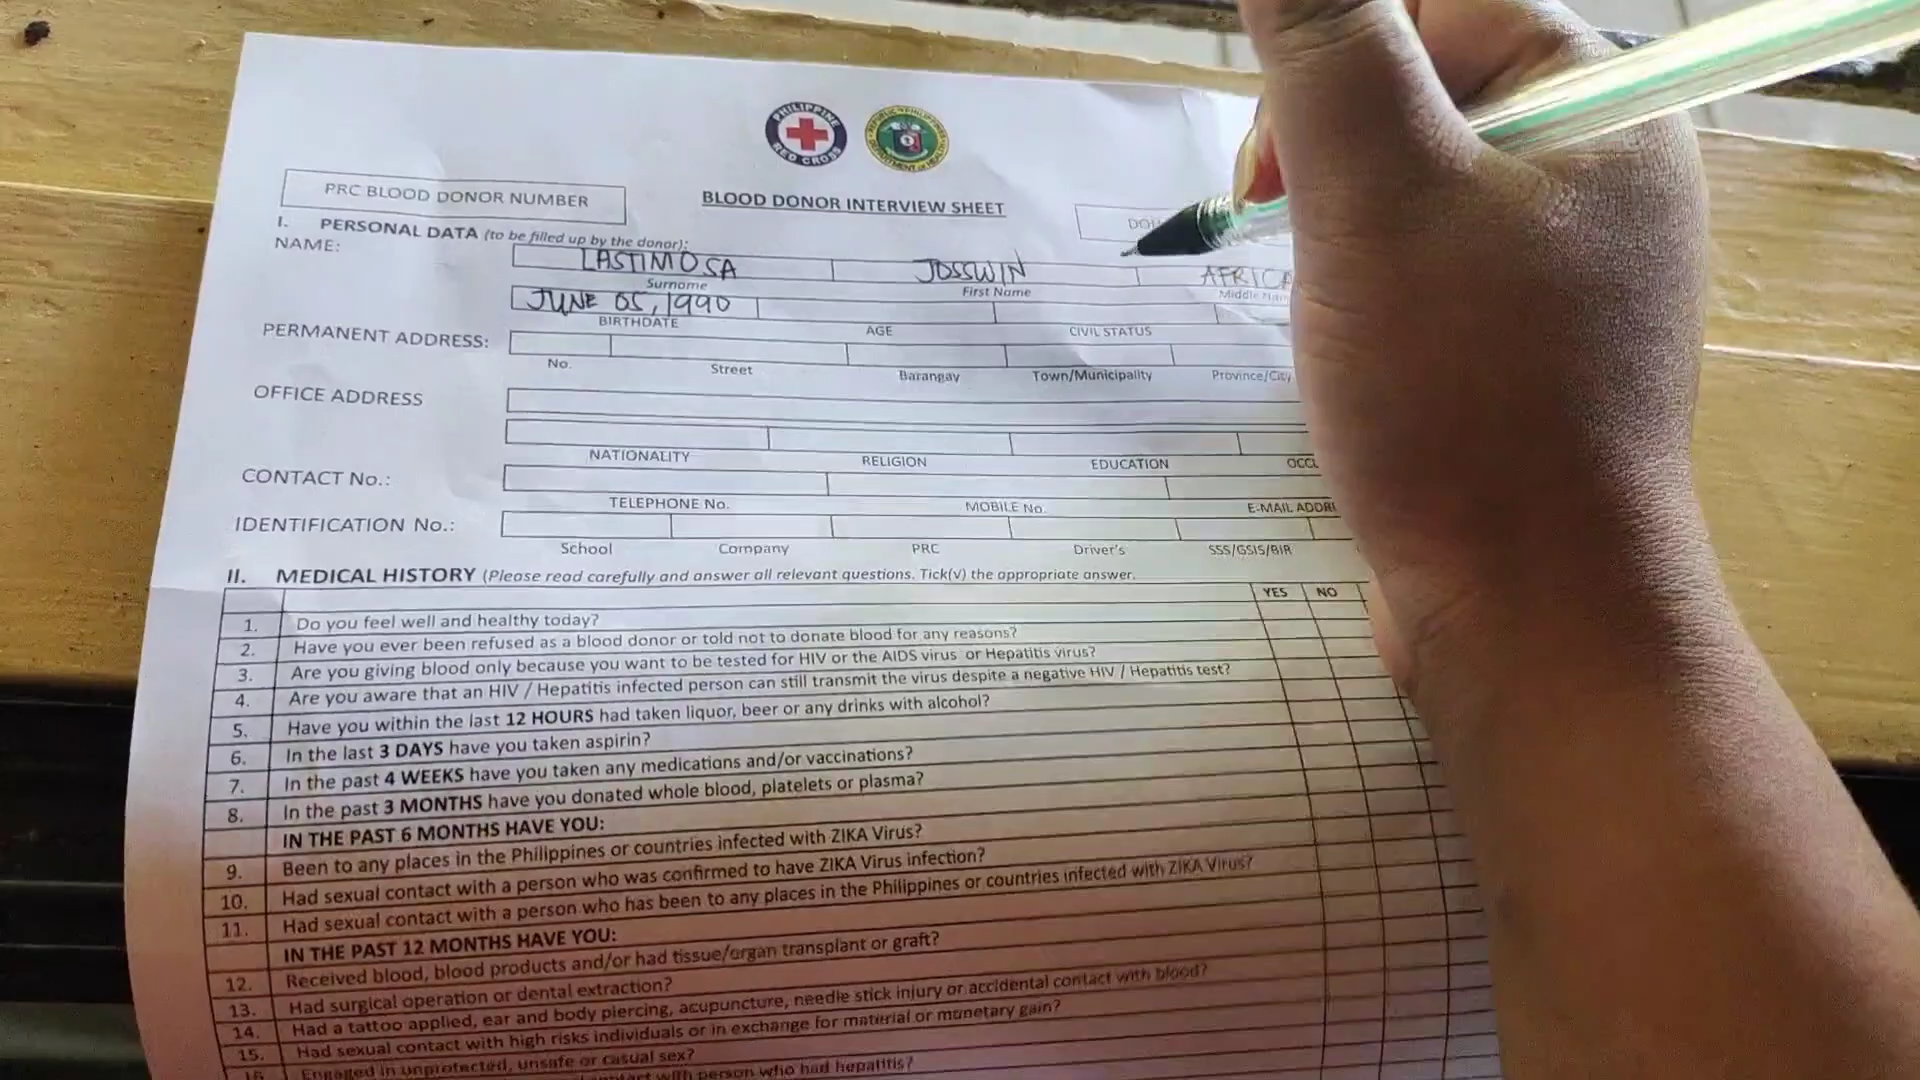 PHILIPPINE RED CROSS
PRC BLOOD DONOR NUMBER
BLOOD DONOR INTERVIEW SHEET
I. PERSONAL DATA (to be filled up by the donor):
NAME: LASTIMOSA JOSSWIN AFRICA
Surname First Name Middle
JUNE 05, 1990
BIRTHDATE AGE CIVIL STATUS
PERMANENT ADDRESS:
No. Street Barangay Town/Municipality Province/City
OFFICE ADDRESS
NATIONALITY RELIGION EDUCATION
CONTACT No.:
TELEPHONE No. MOBILE No. E-MAIL
IDENTIFICATION No.:
School Company PRC Driver's SSS/GSIS/BIR
II. MEDICAL HISTORY (Please read carefully and answer all relevant questions. Tick(v) the appropriate answer.
YES NO
1. Do you feel well and healthy today?
2. Have you ever been refused as a blood donor or told not to donate blood for any reasons?
3. Are you giving blood only because you want to be tested for HIV or the AIDS virus or Hepatitis virus?
4. Are you aware that an HIV / Hepatitis infected person can still transmit the virus despite a negative HIV / Hepatitis test?
5. Have you within the last 12 HOURS had taken liquor, beer or any drinks with alcohol?
6. In the last 3 DAYS have you taken aspirin?
7. In the past 4 WEEKS have you taken any medications and/or vaccinations?
8. In the past 3 MONTHS have you donated whole blood, platelets or plasma?
IN THE PAST 6 MONTHS HAVE YOU:
9. Been to any places in the Philippines or countries infected with ZIKA Virus?
10. Had sexual contact with a person who was confirmed to have ZIKA Virus infection?
11. Had sexual contact with a person who has been to any places in the Philippines or countries infected with ZIKA Virus?
IN THE PAST 12 MONTHS HAVE YOU:
12. Received blood, blood products and/or had tissue/organ transplant or graft?
13. Had surgical operation or dental extraction?
14. Had a tattoo applied, ear and body piercing, acupuncture, needle stick injury or accidental contact with blood?
15. Had sexual contact with high risks individuals or in exchange for material or monetary gain?
16. Engaged in unprotected, unsafe or casual sex?
contact with person who had hepatitis?